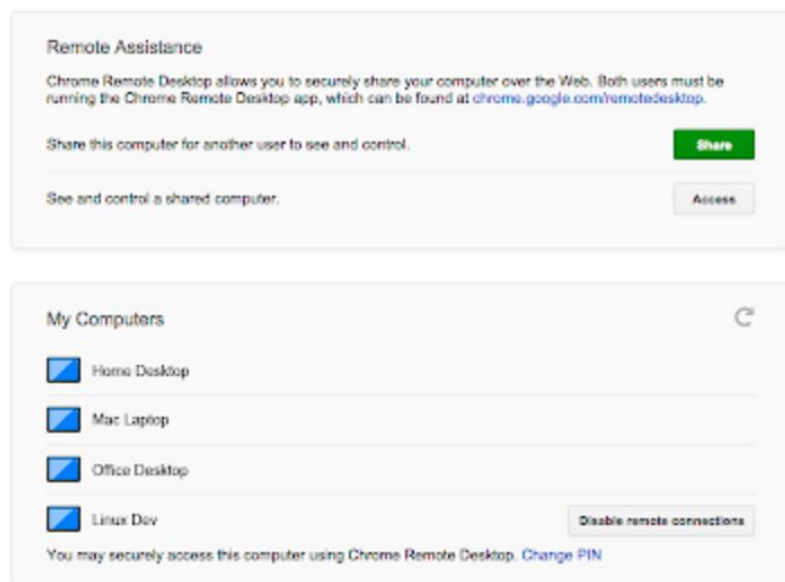 Remote Assistance
Chrome Remote Desktop allows you to securely share your computer over the Web. Both users must be
running the Chrome Remote Desktop app, which can be found at chrome.google.com/remotedesktop.
Share this computer for another user to see and control.
Share
See and control a shared computer.
Access
My Computers
Home Desktop
Mac Laptop
Office Desktop
Linux Dev
Disable remote connections
You may securely access this computer using Chrome Remote Desktop. Change PIN